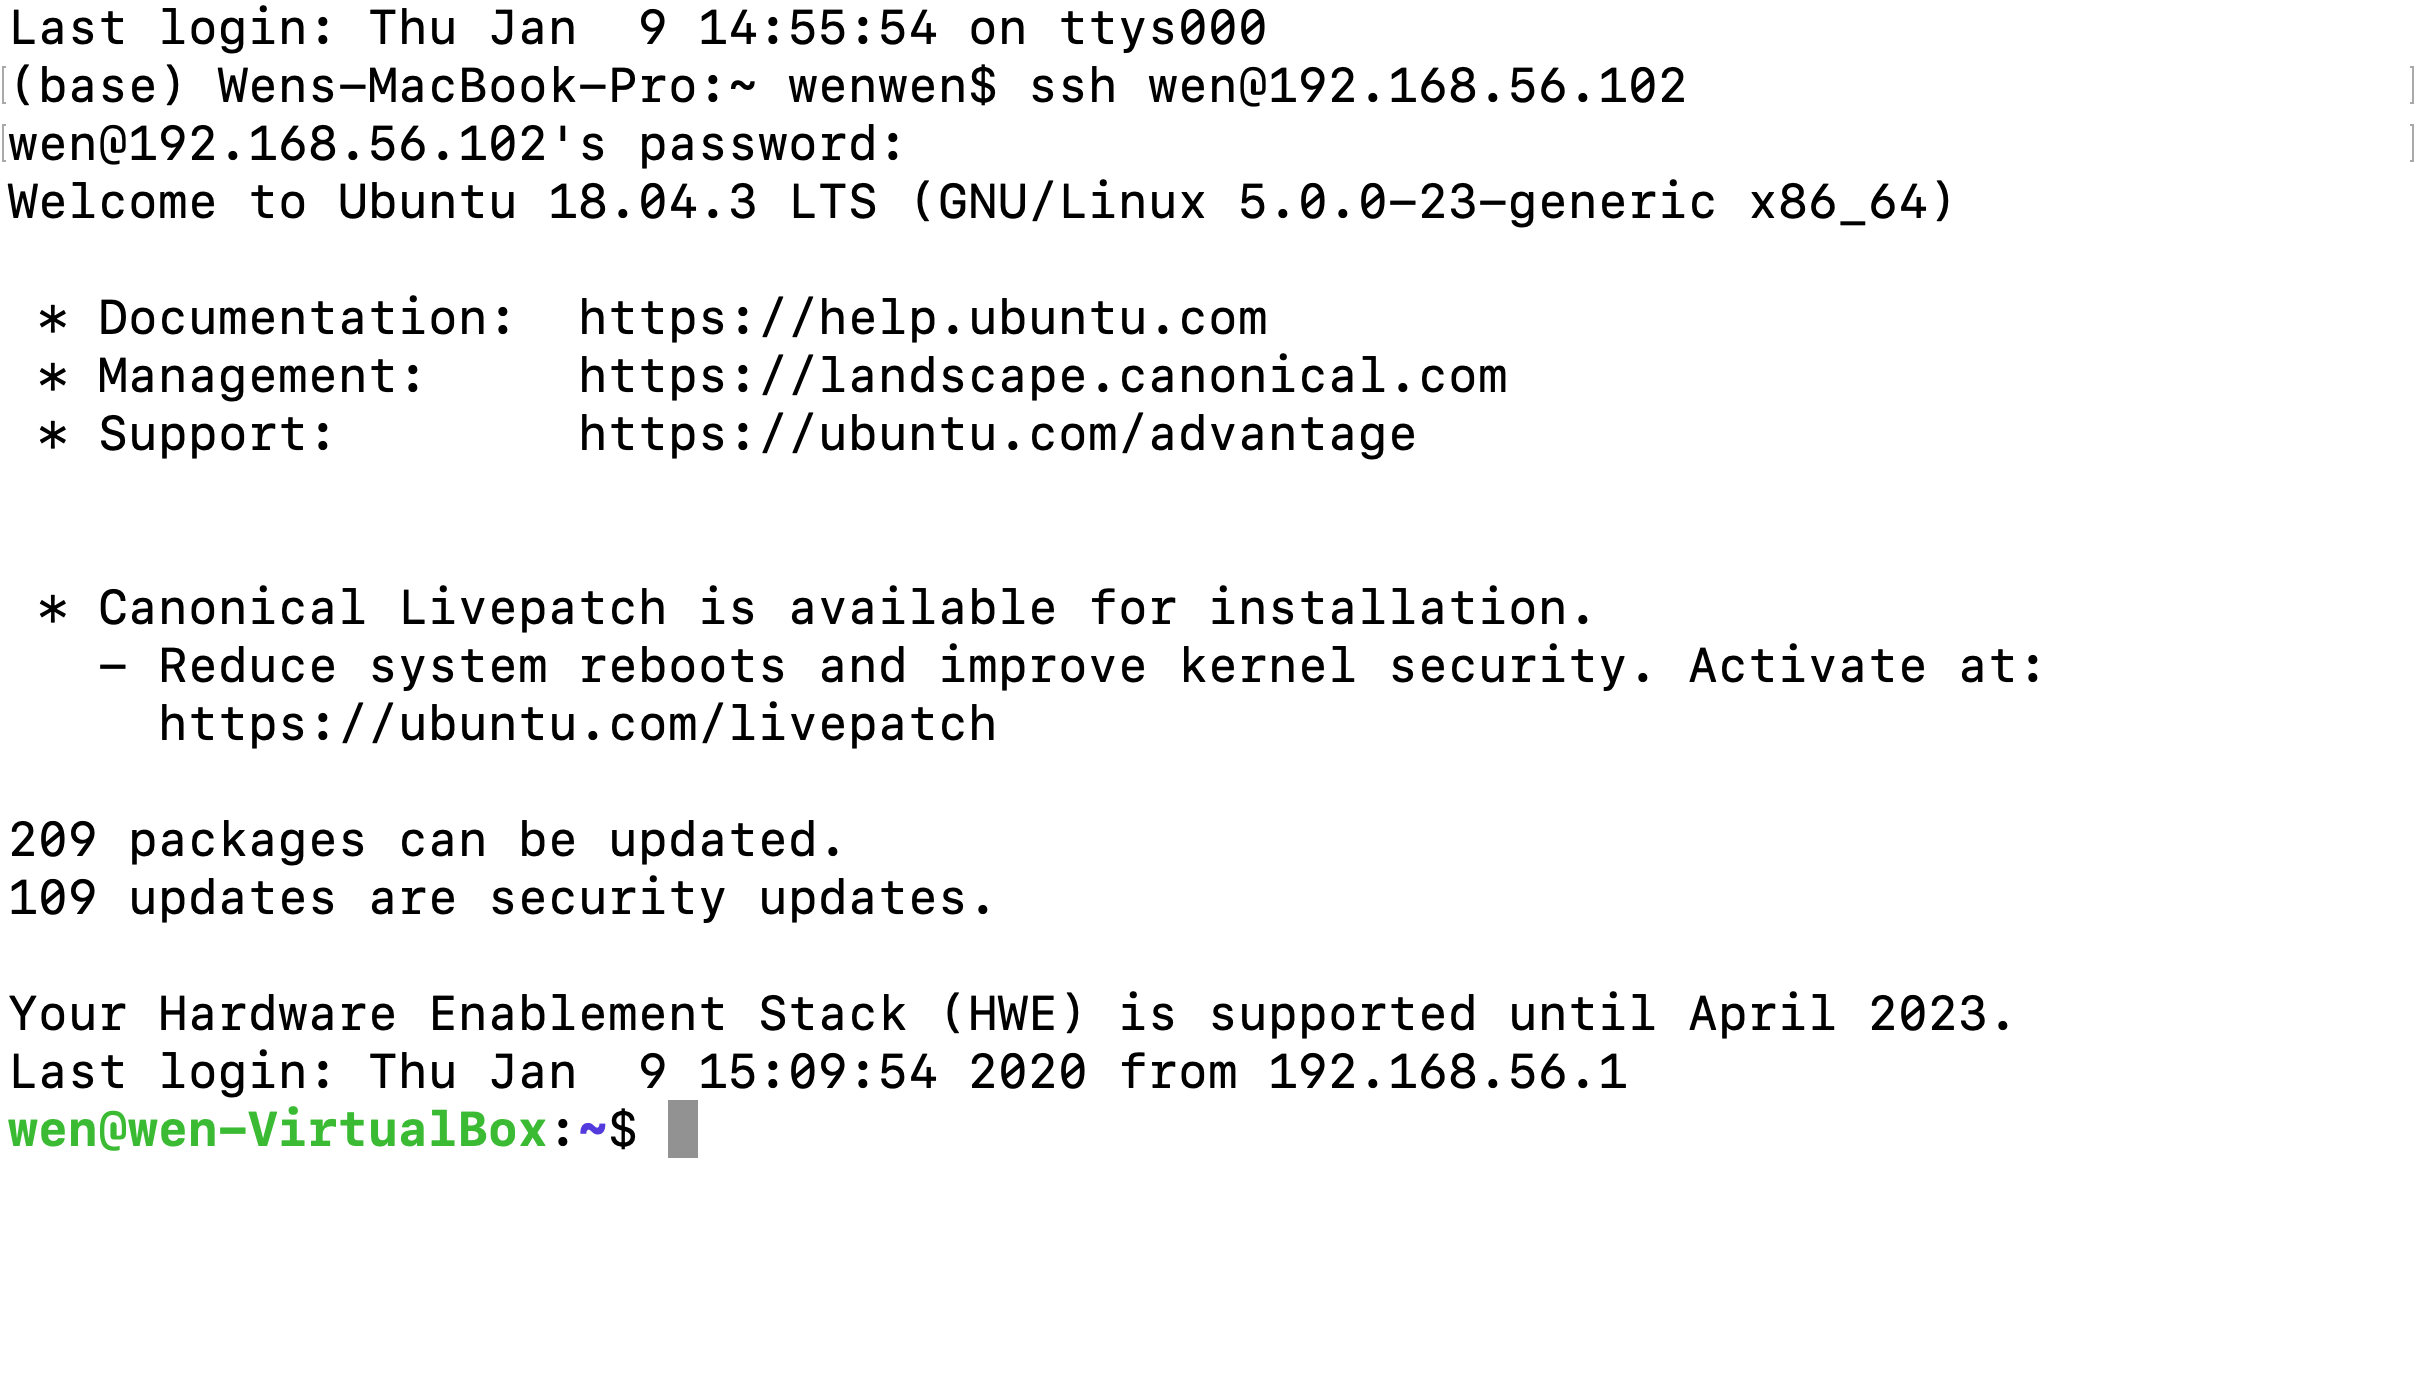 Last login: Thu Jan  9 14:55:54 on ttys000
(base) Wens-MacBook-Pro:~ wenwen$ ssh wen@192.168.56.102
wen@192.168.56.102's password:
Welcome to Ubuntu 18.04.3 LTS (GNU/Linux 5.0.0-23-generic x86_64)

 * Documentation:  https://help.ubuntu.com
 * Management:     https://landscape.canonical.com
 * Support:        https://ubuntu.com/advantage


 * Canonical Livepatch is available for installation.
   - Reduce system reboots and improve kernel security. Activate at:
     https://ubuntu.com/livepatch

209 packages can be updated.
109 updates are security updates.

Your Hardware Enablement Stack (HWE) is supported until April 2023.
Last login: Thu Jan  9 15:09:54 2020 from 192.168.56.1
wen@wen-VirtualBox:~$